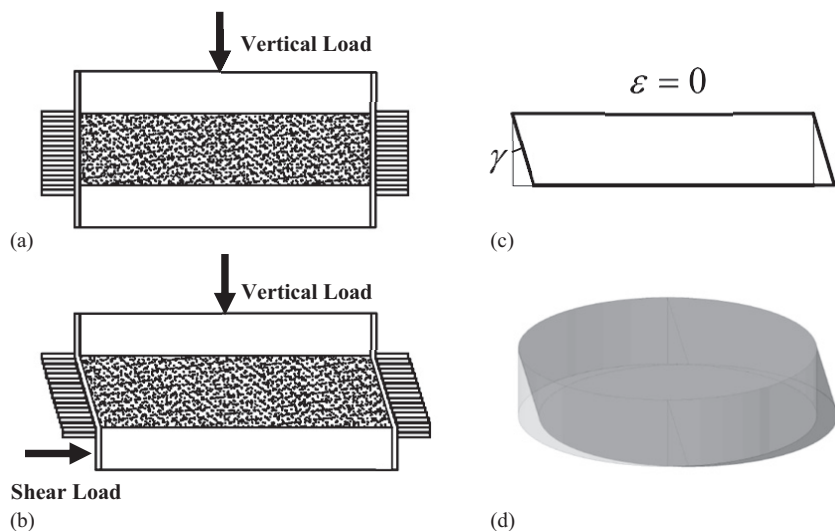 Vertical Load
(a)
Vertical Load
Shear Load
(b)
ε = 0
γ
(c)
(d)